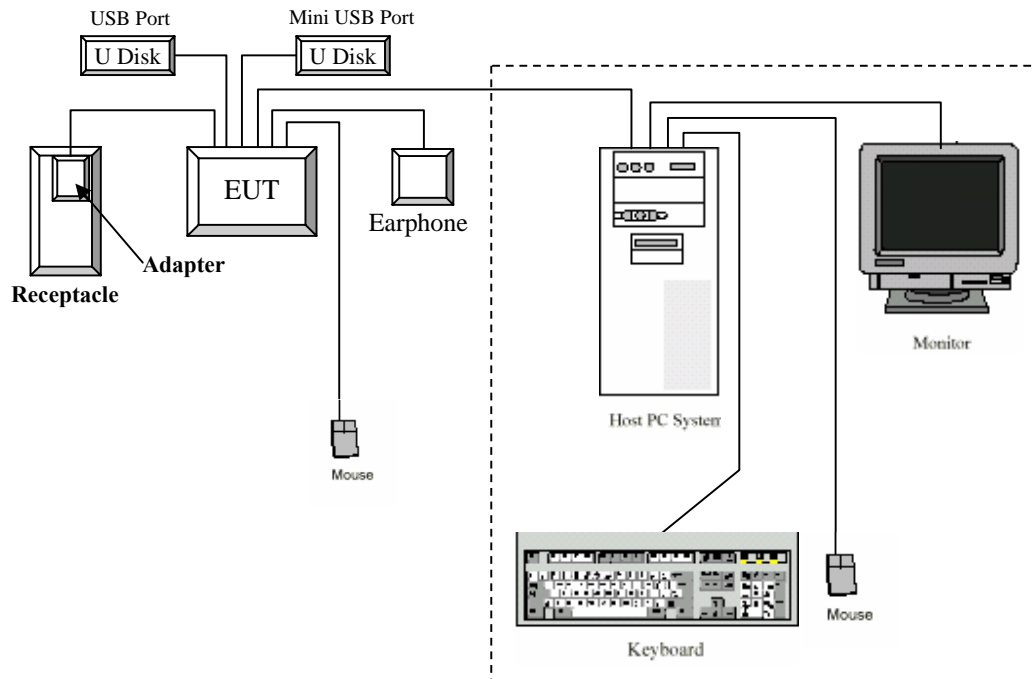 USB Port
Mini USB Port
U Disk
U Disk
EUT
Earphone
Adapter
Receptacle
Monitor
Host PC System
Mouse
Mouse
Keyboard